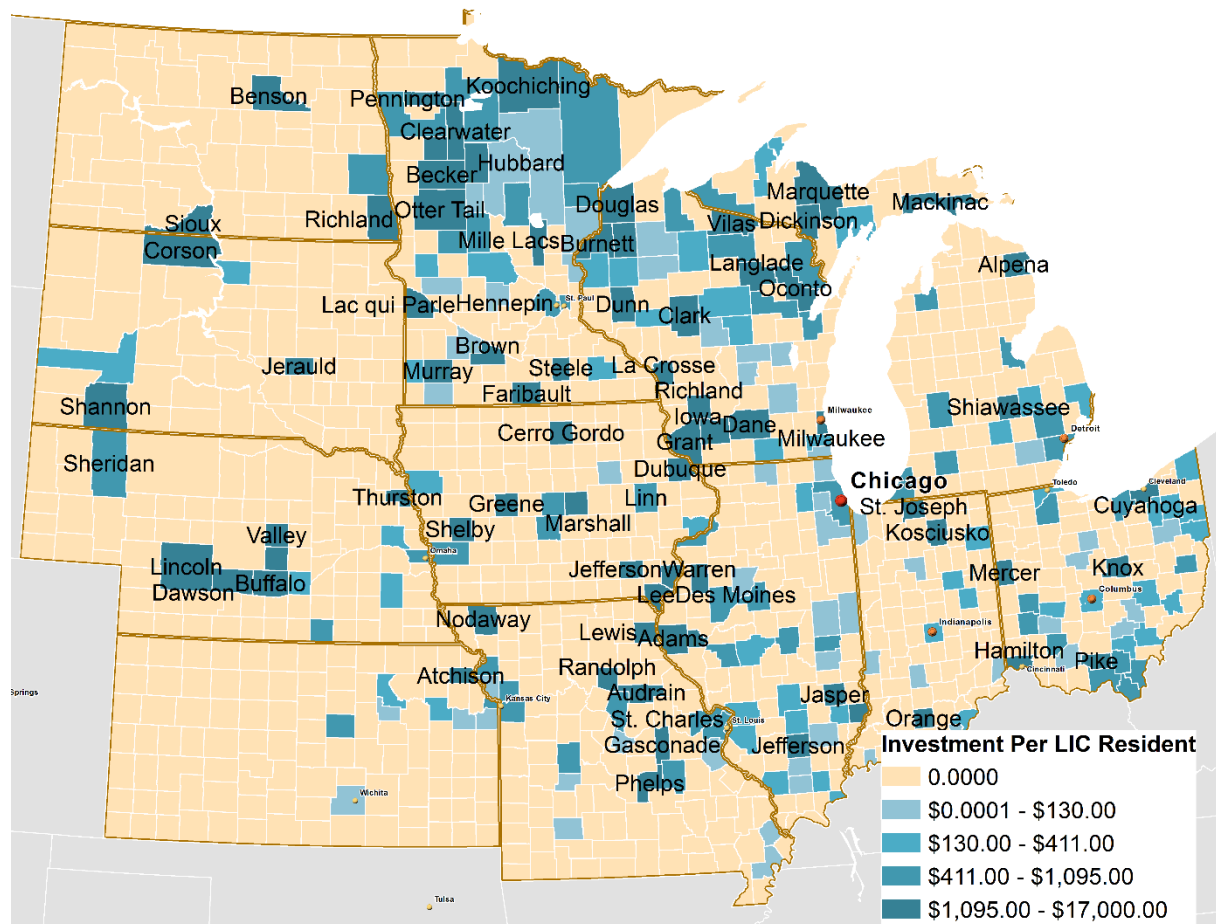 Koochiching
Benson
Pennington
Clearwater
Hubbard
Becker
Marquette
Mackinac
Otter Tail
Douglas
Sioux
Richland
Vilas
Dickinson
Corson
Mille Lacs
Burnett
Langlade
Alpena
Oconto
Lac qui Parle
Hennepin
St. Paul
Dunn
Clark
Brown
Jerauld
Murray
Steele
La Crosse
Faribault
Richland
Shannon
Shiawassee
Iowa
Dane
Milwaukee
Cerro Gordo
Grant
Milwaukee
Detroit
Sheridan
Dubuque
Chicago
Toledo
Cleveland
Thurston
Greene
Linn
St. Joseph
Cuyahoga
Shelby
Marshall
Kosciusko
Valley
Omaha
Lincoln
Jefferson
Warren
Mercer
Knox
Dawson
Buffalo
Lee
Des Moines
Columbus
Nodaway
Lewis
Adams
Indianapolis
Hamilton
Pike
Randolph
Cincinnati
Atchison
Springs
Kansas City
Audrain
Jasper
St. Charles
St. Louis
Orange
Gasconade
Jefferson
Phelps
Wichita
Tulsa
Investment Per LIC Resident
0.0000
$0.0001 - $130.00
$130.00 - $411.00
$411.00 - $1,095.00
$1,095.00 - $17,000.00